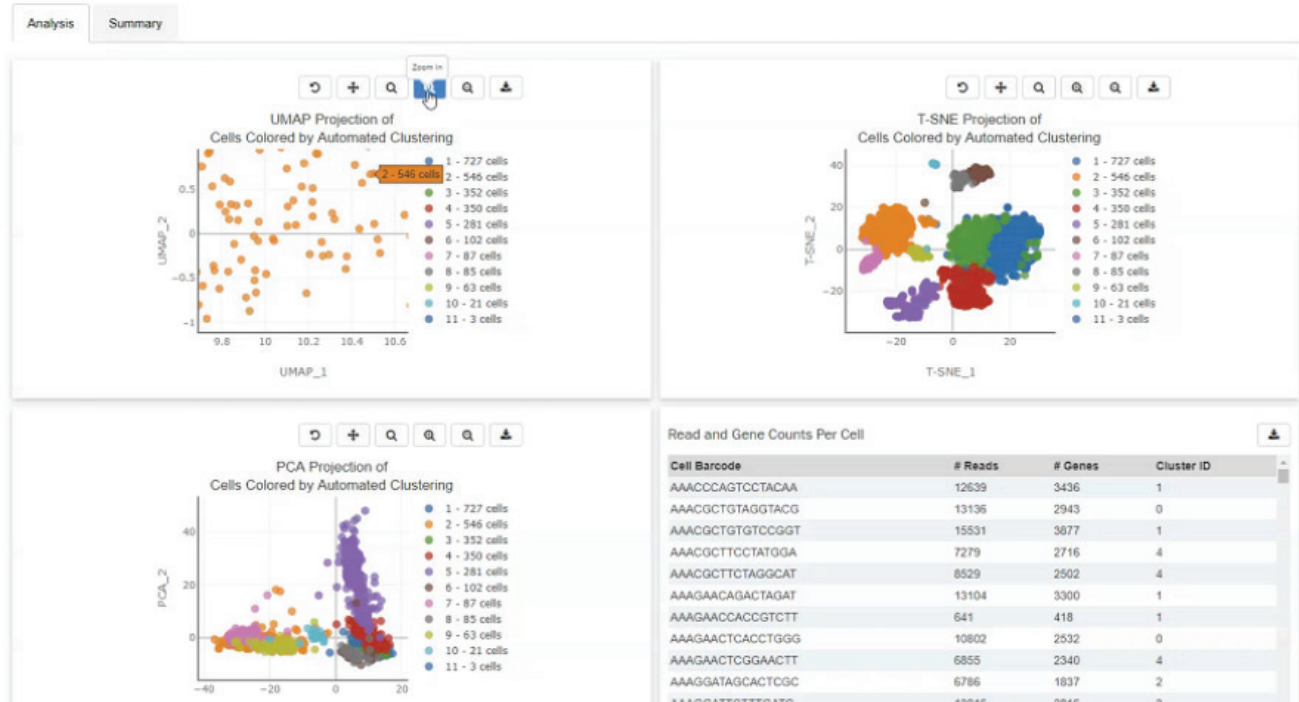 Analysis
Summary
Zoom In
UMAP Projection of
Cells Colored by Automated Clustering
2 - 546 cells
1 - 727 cells
2 - 546 cells
3 - 352 cells
4 - 350 cells
5 - 281 cells
6 - 102 cells
7 - 87 cells
8 - 85 cells
9 - 63 cells
10 - 21 cells
11 - 3 cells
UMAP_2
0.5
0
−0.5
−1
9.8 10 10.2 10.4 10.6
UMAP_1
T-SNE Projection of
Cells Colored by Automated Clustering
1 - 727 cells
2 - 546 cells
3 - 352 cells
4 - 350 cells
5 - 281 cells
6 - 102 cells
7 - 87 cells
8 - 85 cells
9 - 63 cells
10 - 21 cells
11 - 3 cells
T-SNE_2
40
20
0
−20
−20 0 20
T-SNE_1
PCA Projection of
Cells Colored by Automated Clustering
1 - 727 cells
2 - 546 cells
3 - 352 cells
4 - 350 cells
5 - 281 cells
6 - 102 cells
7 - 87 cells
8 - 85 cells
9 - 63 cells
10 - 21 cells
11 - 3 cells
PCA_2
40
20
0
−40 −20 0 20
Read and Gene Counts Per Cell
Cell Barcode # Reads # Genes Cluster ID
AAACCCAGTCCTACAA 12639 3436 1
AAACGCTGTAGGTACG 13136 2943 0
AAACGCTGTGTCCGGT 15531 3877 1
AAACGCTTCCTATGGA 7279 2716 4
AAACGCTTCTAGGCAT 8529 2502 4
AAAGAACAGACTAGAT 13104 3300 1
AAAGAACCACCGTCTT 641 418 1
AAAGAACTCACCTGGG 10802 2532 0
AAAGAACTCGGAACTT 6855 2340 4
AAAGGATAGCACTCGC 6786 1837 2